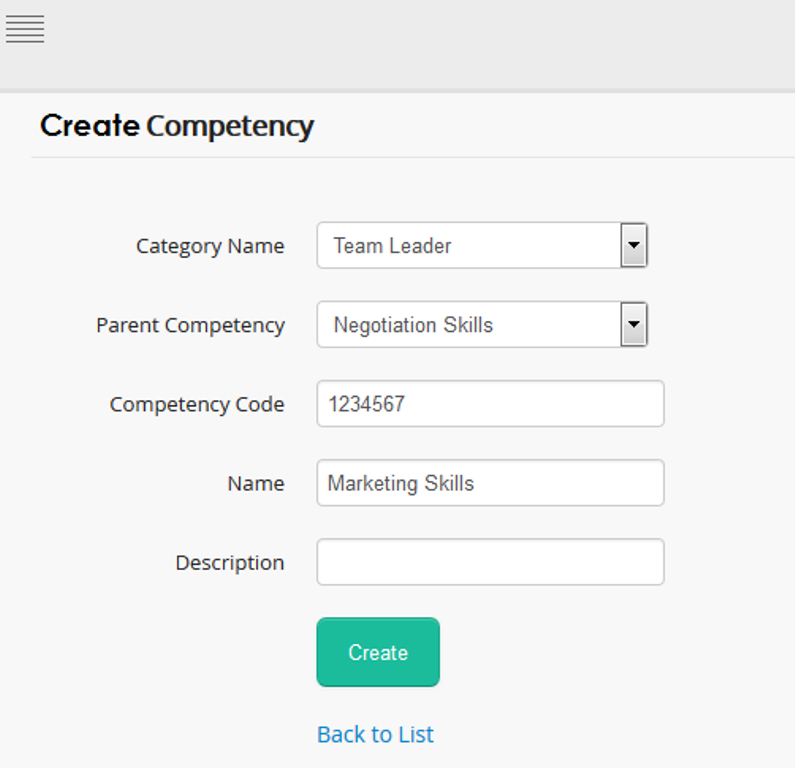 Create Competency
Category Name Team Leader
Parent Competency Negotiation Skills
Competency Code 1234567
Name Marketing Skills
Description
Create
Back to List